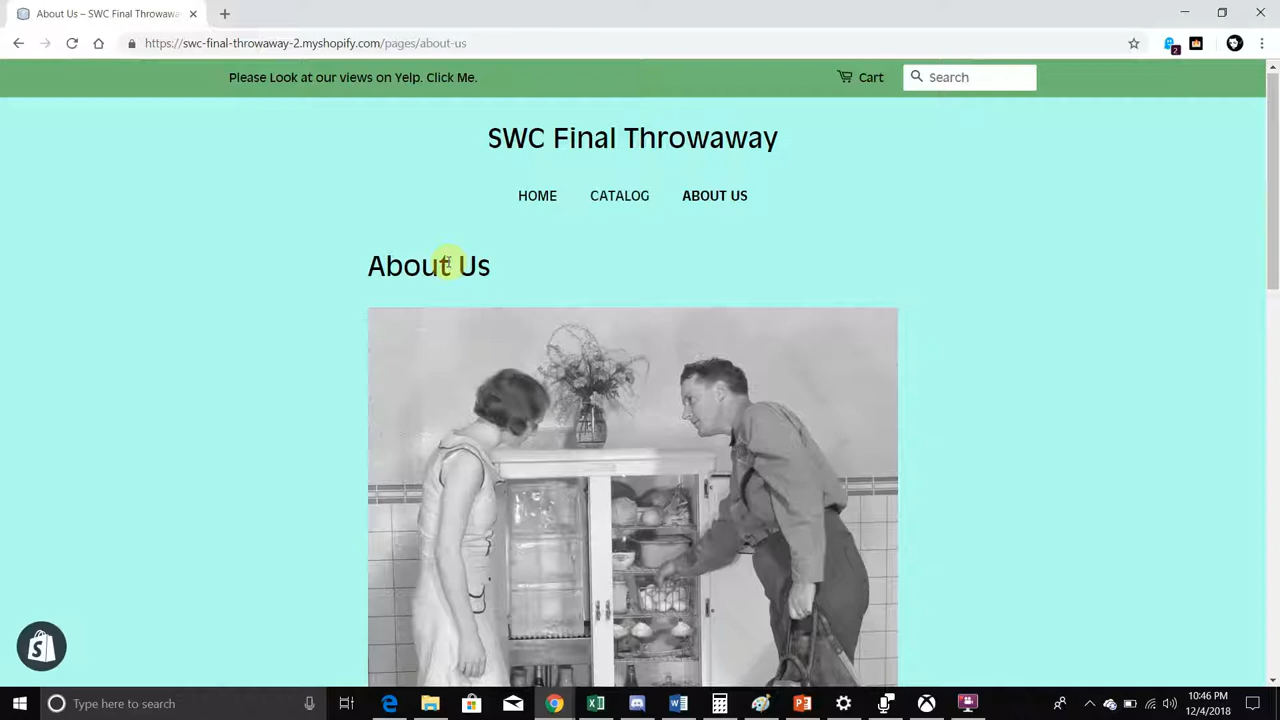 About Us – SWC Final Throwawa
https://swc-final-throwaway-2.myshopify.com/pages/about-us
2
Please Look at our views on Yelp. Click Me.
Cart
Search
SWC Final Throwaway
HOME
CATALOG
ABOUT US
About Us
Type here to search
10:46 PM
12/4/2018